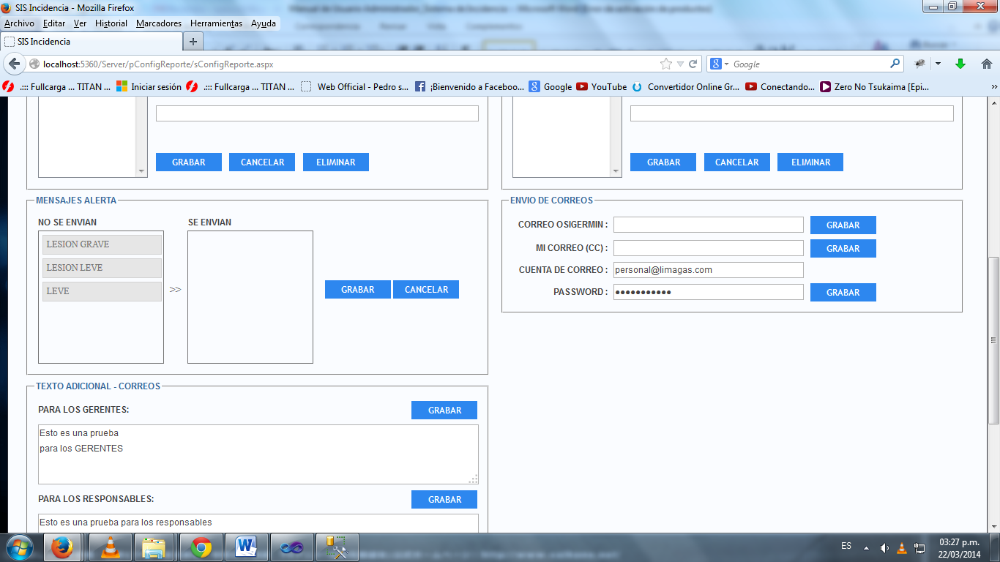 SIS Incidencia - Mozilla Firefox
Archivo Editar Ver Historial Marcadores Herramientas Ayuda
SIS Incidencia
localhost:5360/Server/pConfigReporte/sConfigReporte.aspx
Google
.::: Fullcarga ... TITAN ... Iniciar sesión .::: Fullcarga ... TITAN ... Web Official - Pedro s... ¡Bienvenido a Faceboo... Google YouTube Convertidor Online Gr... Conectando... Zero No Tsukaima [Epi... »
GRABAR CANCELAR ELIMINAR
GRABAR CANCELAR ELIMINAR
MENSAJES ALERTA
NO SE ENVIAN SE ENVIAN
LESION GRAVE
LESION LEVE
LEVE
>>
GRABAR CANCELAR
ENVIO DE CORREOS
CORREO OSIGERMIN : GRABAR
MI CORREO (CC) : GRABAR
CUENTA DE CORREO : personal@limagas.com
PASSWORD : ●●●●●●●●●●● GRABAR
TEXTO ADICIONAL - CORREOS
PARA LOS GERENTES: GRABAR
Esto es una prueba
para los GERENTES
PARA LOS RESPONSABLES: GRABAR
Esto es una prueba para los responsables
ES
03:27 p.m.
22/03/2014